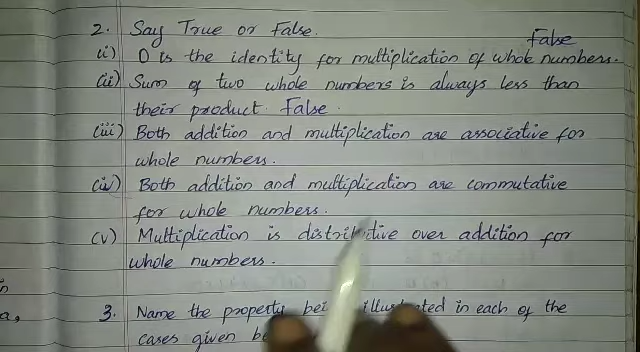 2. Say True or False.
False
(i) 0 is the identity for multiplication of whole numbers.
(ii) Sum of two whole numbers is always less than
their product. False.
(iii) Both addition and multiplication are associative for
whole numbers.
(iv) Both addition and multiplication are commutative
for whole numbers.
(v) Multiplication is distributive over addition for
whole numbers.
3. Name the property in each of the
cases given
a,